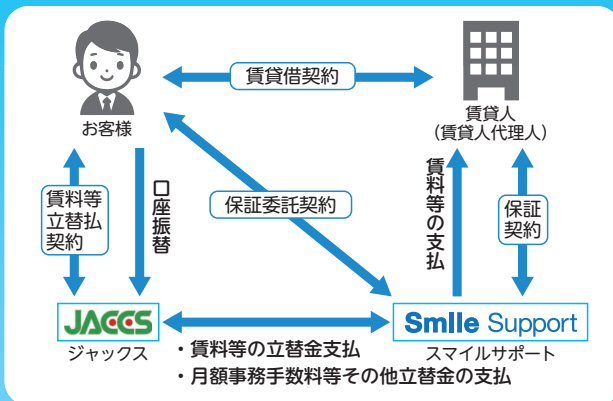 賃貸借契約
お客様
賃貸人
(賃貸人代理人)
賃料等
立替払
契約
口座振替
保証委託契約
賃料等の支払
保証
契約
JACCS
ジャックス
Smile Support
スマイルサポート
・賃料等の立替金支払
・月額事務手数料等その他立替金の支払